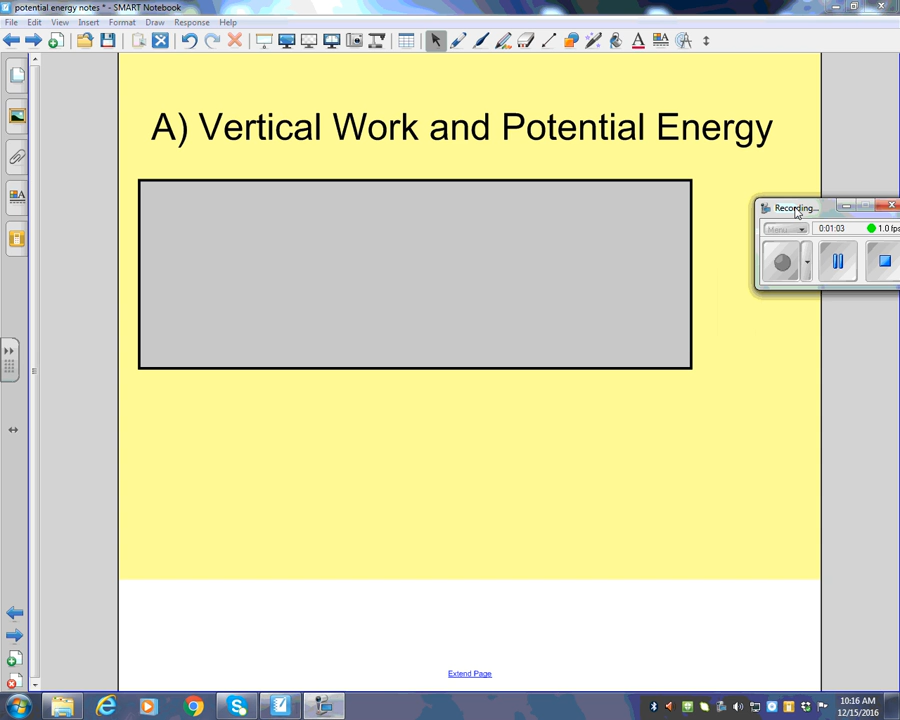 potential energy notes * - SMART Notebook
File Edit View Insert Format Draw Response Help
A) Vertical Work and Potential Energy
Recording...
Menu 0:01:03 1.0 fps
Extend Page
10:16 AM
12/15/2016